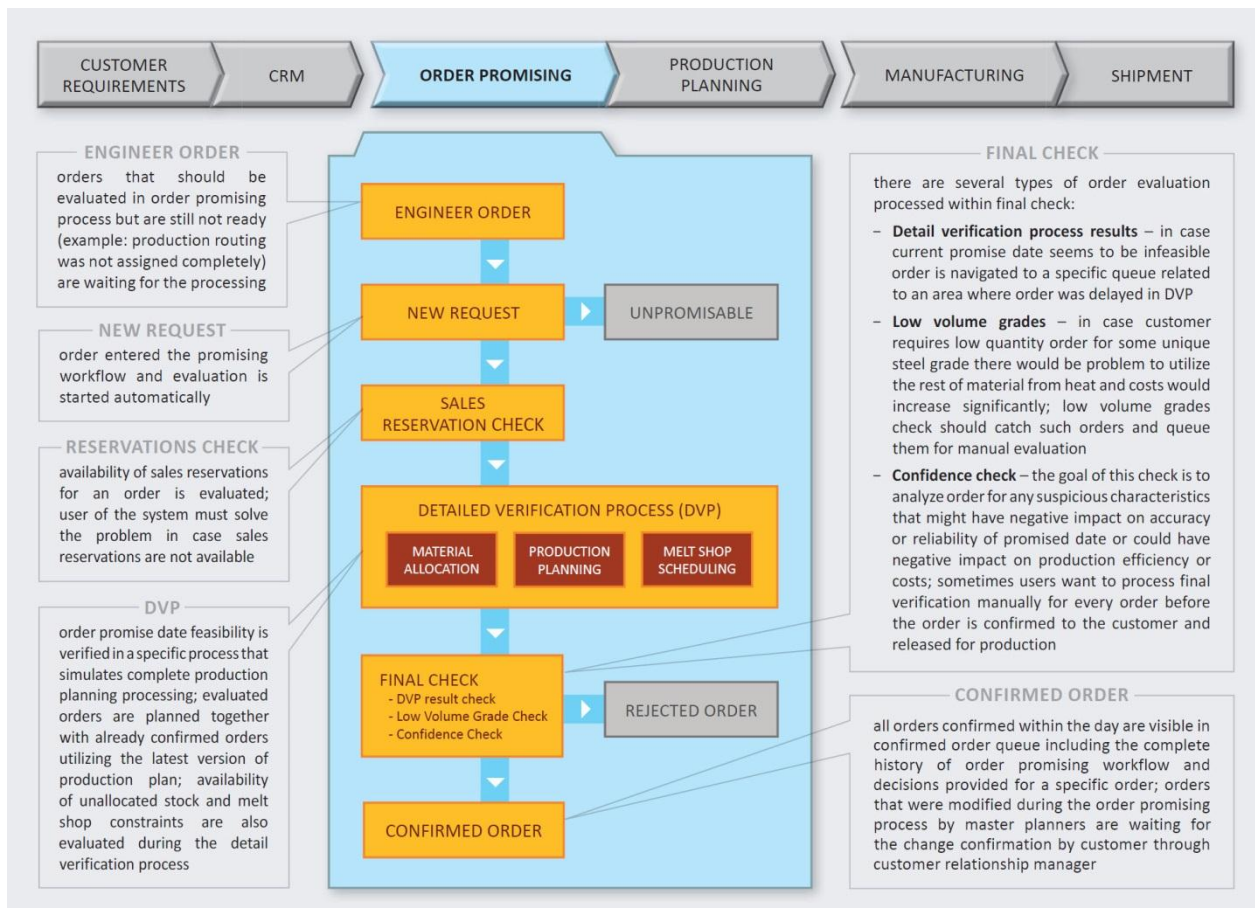 CUSTOMER
REQUIREMENTS
CRM
ORDER PROMISING
PRODUCTION
PLANNING
MANUFACTURING
SHIPMENT
ENGINEER ORDER
orders that should be
evaluated in order promising
process but are still not ready
(example: production routing
was not assigned completely)
are waiting for the processing
NEW REQUEST
order entered the promising
workflow and evaluation is
started automatically
RESERVATIONS CHECK
availability of sales reservations
for an order is evaluated;
user of the system must solve
the problem in case sales
reservations are not available
DVP
order promise date feasibility is
verified in a specific process that
simulates complete production
planning processing; evaluated
orders are planned together
with already confirmed orders
utilizing the latest version of
production plan; availability
of unallocated stock and melt
shop constraints are also
evaluated during the detail
verification process
ENGINEER ORDER
NEW REQUEST
UNPROMISABLE
SALES
RESERVATION CHECK
DETAILED VERIFICATION PROCESS (DVP)
MATERIAL
ALLOCATION
PRODUCTION
PLANNING
MELT SHOP
SCHEDULING
FINAL CHECK
- DVP result check
- Low Volume Grade Check
- Confidence Check
REJECTED ORDER
CONFIRMED ORDER
FINAL CHECK
there are several types of order evaluation
processed within final check:
– Detail verification process results – in case
current promise date seems to be infeasible
order is navigated to a specific queue related
to an area where order was delayed in DVP
– Low volume grades – in case customer
requires low quantity order for some unique
steel grade there would be problem to utilize
the rest of material from heat and costs would
increase significantly; low volume grades
check should catch such orders and queue
them for manual evaluation
– Confidence check – the goal of this check is to
analyze order for any suspicious characteristics
that might have negative impact on accuracy
or reliability of promised date or could have
negative impact on production efficiency or
costs; sometimes users want to process final
verification manually for every order before
the order is confirmed to the customer and
released for production
CONFIRMED ORDER
all orders confirmed within the day are visible in
confirmed order queue including the complete
history of order promising workflow and
decisions provided for a specific order; orders
that were modified during the order promising
process by master planners are waiting for
the change confirmation by customer through
customer relationship manager